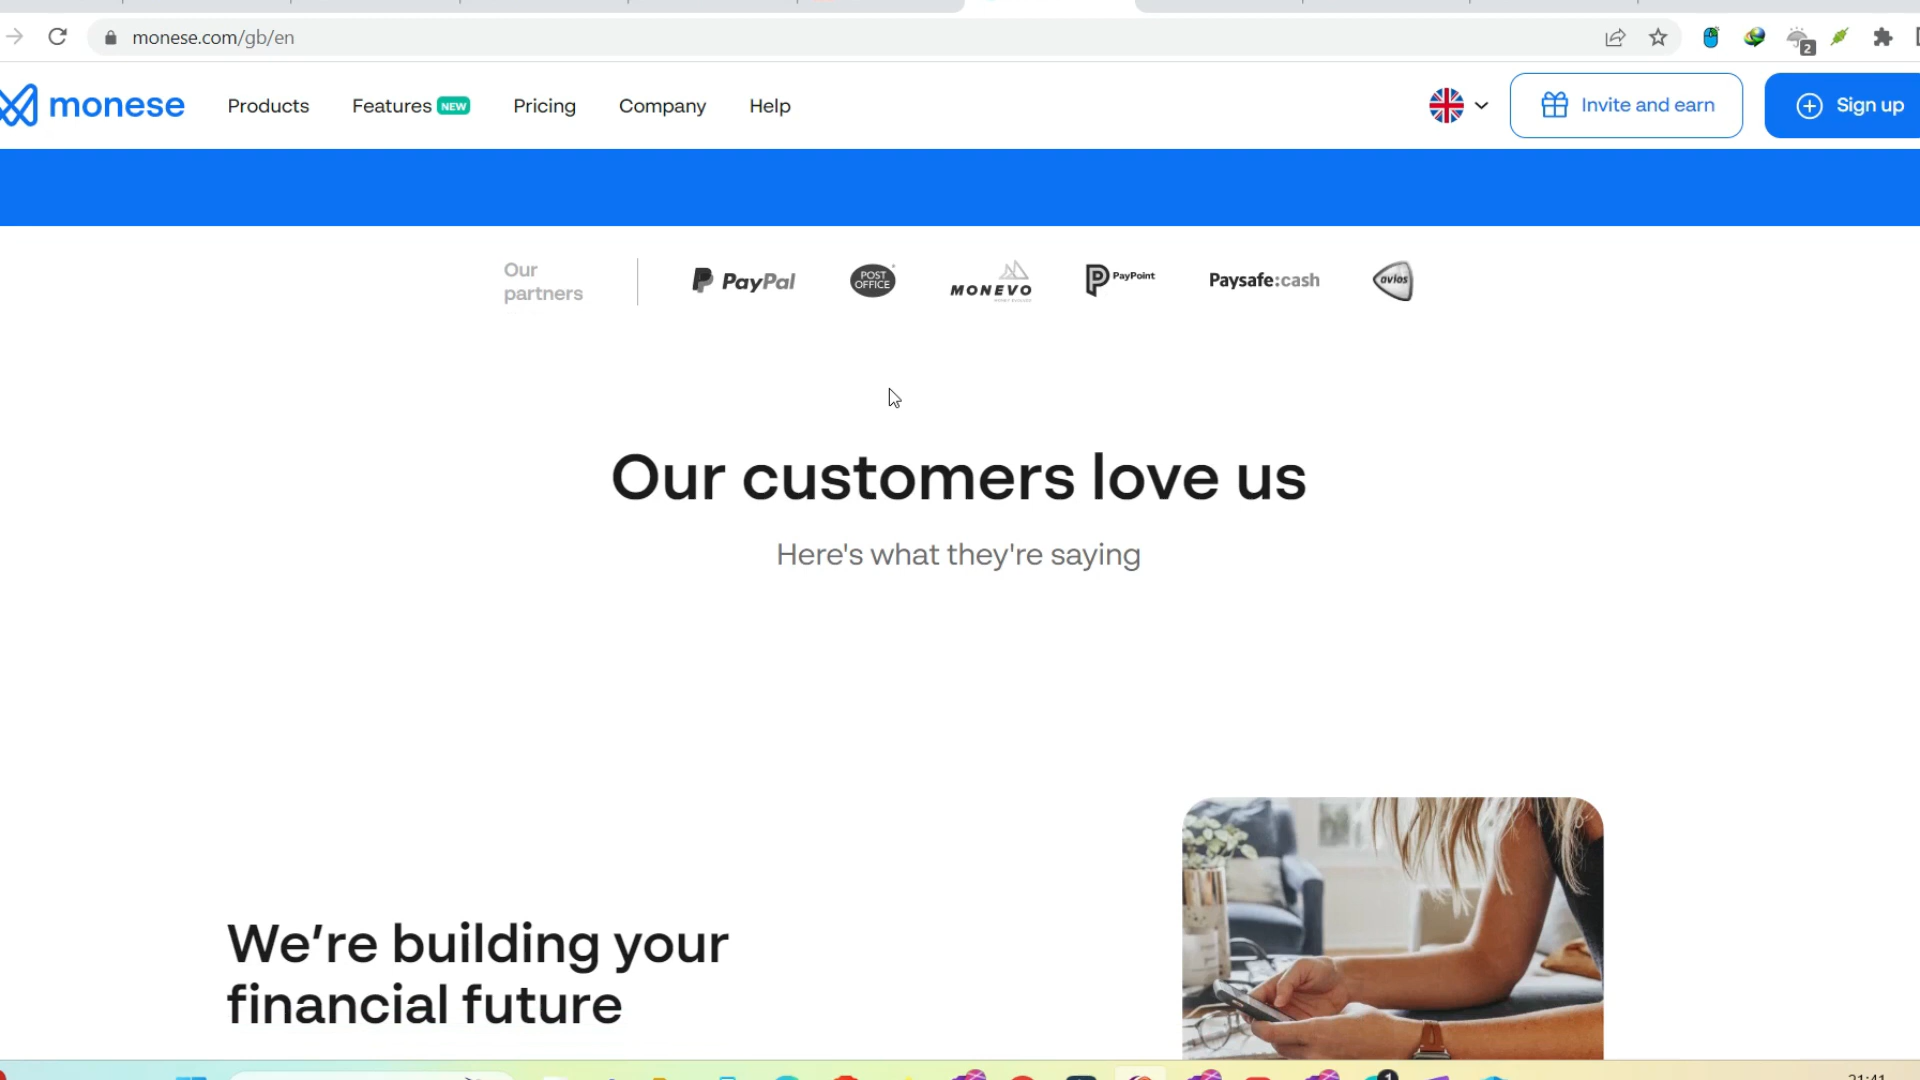 monese.com/gb/en
2
monese
Products
Features NEW
Pricing
Company
Help
Invite and earn
Sign up
Our
partners
PayPal
POST
OFFICE
MONEVO
PayPoint
Paysafe:cash
avios
Our customers love us
Here's what they're saying
We’re building your
financial future
1